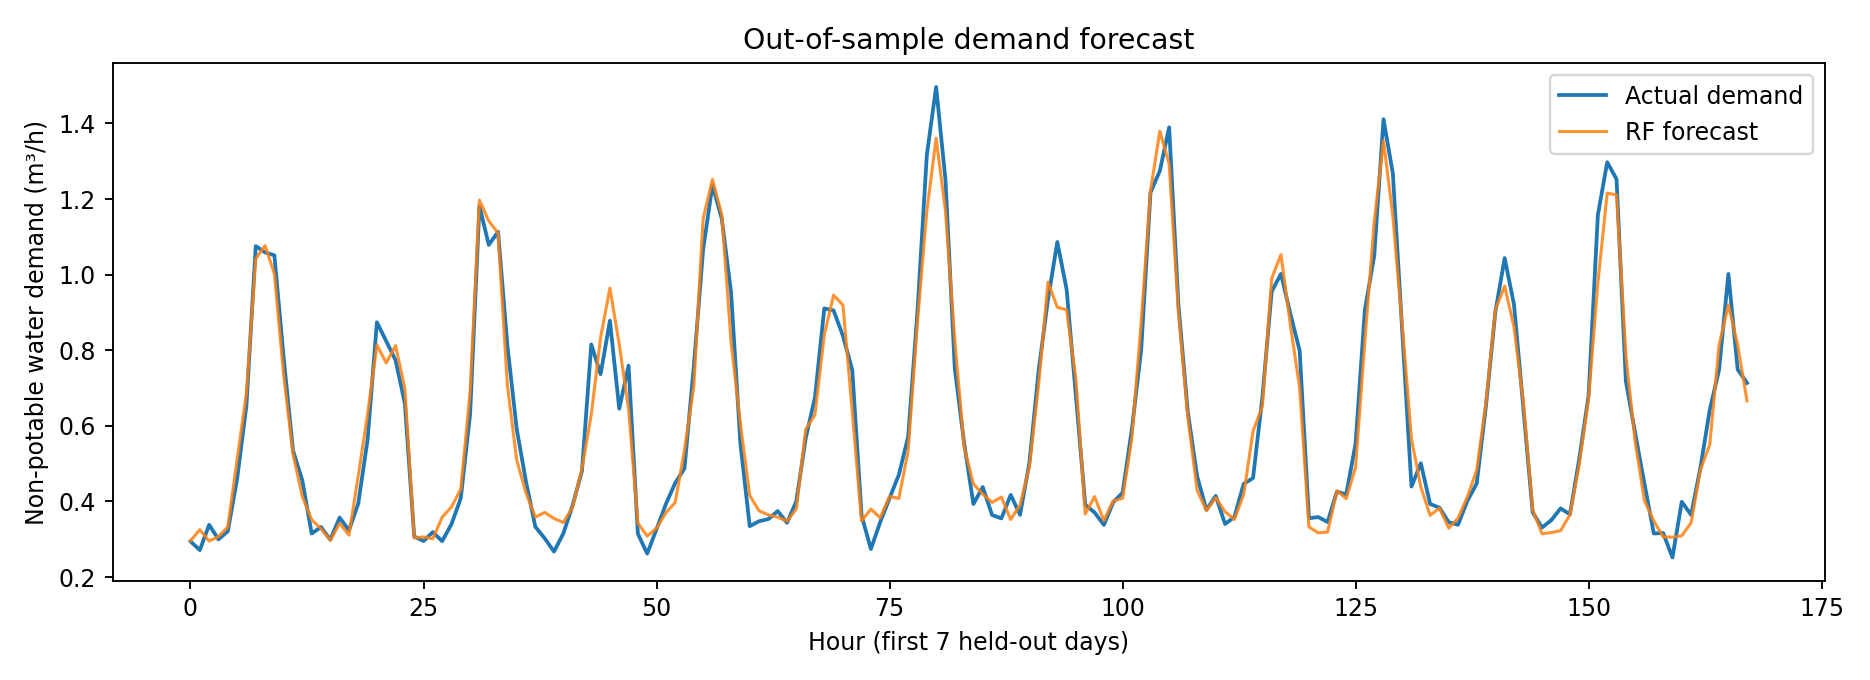 Out-of-sample demand forecast
Actual demand
RF forecast
Non-potable water demand (m³/h)
1.4
1.2
1.0
0.8
0.6
0.4
0.2
0 25 50 75 100 125 150 175
Hour (first 7 held-out days)